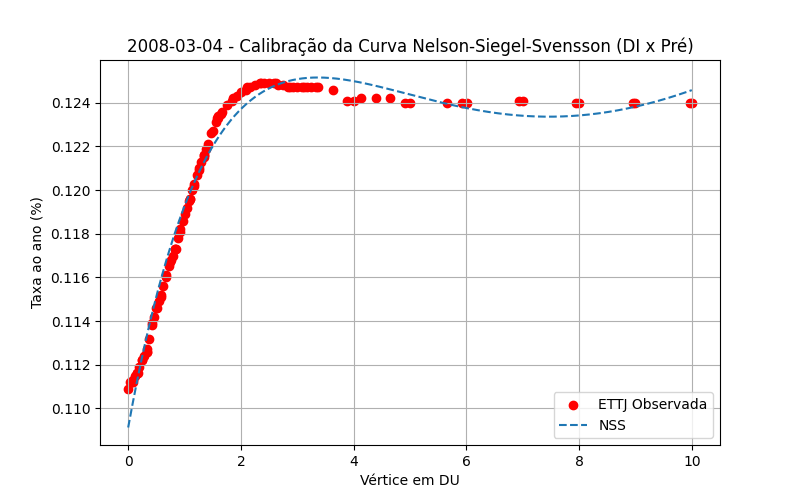 2008-03-04 - Calibração da Curva Nelson-Siegel-Svensson (DI x Pré)
Taxa ao ano (%)
0.124
0.122
0.120
0.118
0.116
0.114
0.112
0.110
ETTJ Observada
NSS
0 2 4 6 8 10
Vértice em DU